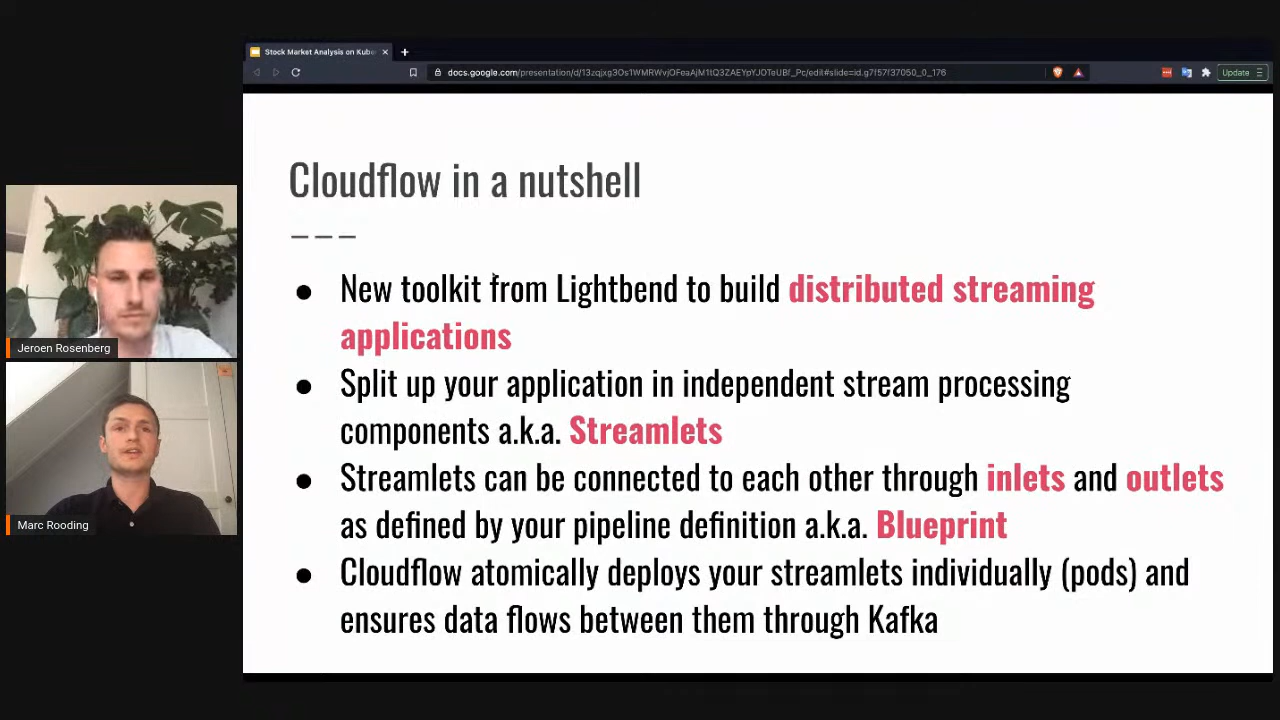 Stock Market Analysis on Kube
docs.google.com/presentation/d/13zqjxg3Os1WMRWvjOFeaAjM1tQ3ZAEYpYJOTeUBf_Pc/edit#slide=id.g7f57f37050_0_176
Update
Cloudflow in a nutshell
● New toolkit from Lightbend to build distributed streaming
applications
● Split up your application in independent stream processing
components a.k.a. Streamlets
● Streamlets can be connected to each other through inlets and outlets
as defined by your pipeline definition a.k.a. Blueprint
● Cloudflow atomically deploys your streamlets individually (pods) and
ensures data flows between them through Kafka
Jeroen Rosenberg
Marc Rooding